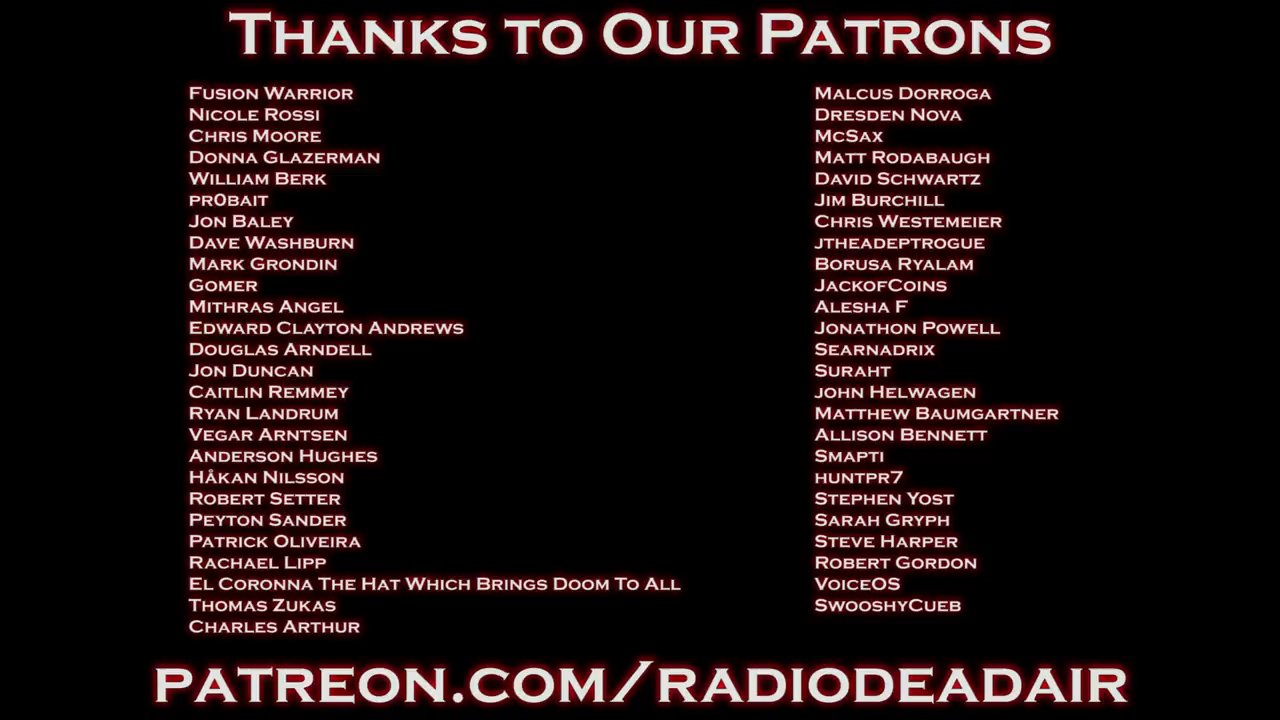 Thanks to Our Patrons
Fusion Warrior
Nicole Rossi
Chris Moore
Donna Glazerman
William Berk
pr0bait
Jon Baley
Dave Washburn
Mark Grondin
Gomer
Mithras Angel
Edward Clayton Andrews
Douglas Arndell
Jon Duncan
Caitlin Remmey
Ryan Landrum
Vegar Arntsen
Anderson Hughes
Håkan Nilsson
Robert Setter
Peyton Sander
Patrick Oliveira
Rachael Lipp
El Coronna The Hat Which Brings Doom To All
Thomas Zukas
Charles Arthur
Malcus Dorroga
Dresden Nova
McSax
Matt Rodabaugh
David Schwartz
Jim Burchill
Chris Westemeier
jtheadeptrogue
Borusa Ryalam
JackofCoins
Alesha F
Jonathon Powell
Searnadrix
Suraht
john Helwagen
Matthew Baumgartner
Allison Bennett
Smapti
huntpr7
Stephen Yost
Sarah Gryph
Steve Harper
Robert Gordon
VoiceOS
SwooshyCueb
patreon.com/radiodeadair